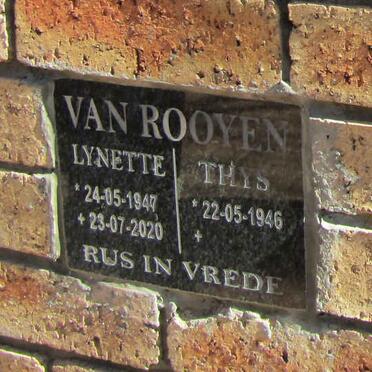 VAN ROOYEN
LYNETTE
* 24-05-1947
+ 23-07-2020
THYS
* 22-05-1946
+
RUS IN VREDE